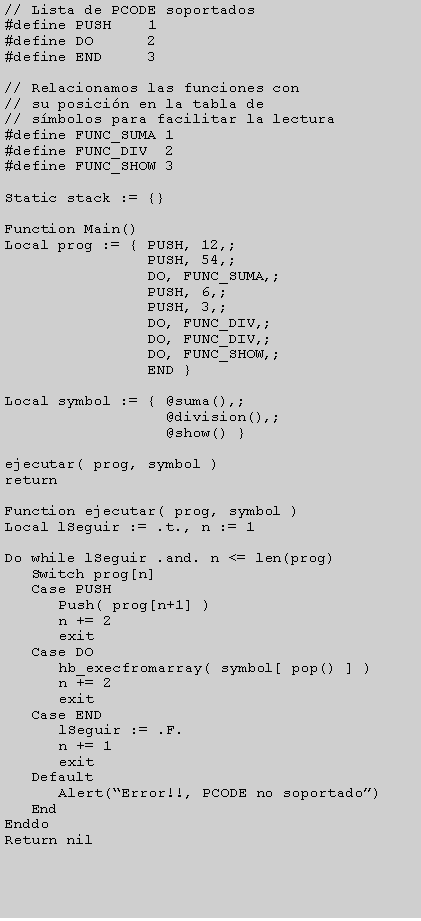 // Lista de PCODE soportados
#define PUSH    1
#define DO      2
#define END     3

// Relacionamos las funciones con
// su posición en la tabla de
// símbolos para facilitar la lectura
#define FUNC_SUMA 1
#define FUNC_DIV  2
#define FUNC_SHOW 3

Static stack := {}

Function Main()
Local prog := { PUSH, 12,;
                PUSH, 54,;
                DO, FUNC_SUMA,;
                PUSH, 6,;
                PUSH, 3,;
                DO, FUNC_DIV,;
                DO, FUNC_DIV,;
                DO, FUNC_SHOW,;
                END }

Local symbol := { @suma(),;
                  @division(),;
                  @show() }

ejecutar( prog, symbol )
return

Function ejecutar( prog, symbol )
Local lSeguir := .t., n := 1

Do while lSeguir .and. n <= len(prog)
   Switch prog[n]
   Case PUSH
      Push( prog[n+1] )
      n += 2
      exit
   Case DO
      hb_execfromarray( symbol[ pop() ] )
      n += 2
      exit
   Case END
      lSeguir := .F.
      n += 1
      exit
   Default
      Alert(“Error!!, PCODE no soportado”)
   End
Enddo
Return nil